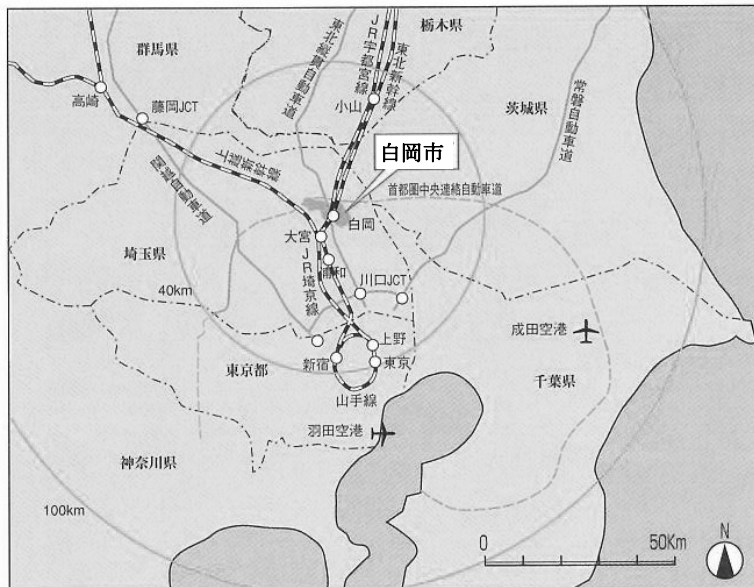 栃木県
群馬県
東北縦貫自動車道
JR宇都宮線
東北新幹線
高崎
藤岡JCT
小山
茨城県
常磐自動車道
上越新幹線
白岡市
関越自動車道
首都圏中央連絡自動車道
白岡
大宮
埼玉県
浦和
JR埼京線
川口JCT
40km
成田空港
上野
新宿
東京
東京都
千葉県
山手線
羽田空港
神奈川県
100km
0
50Km
N